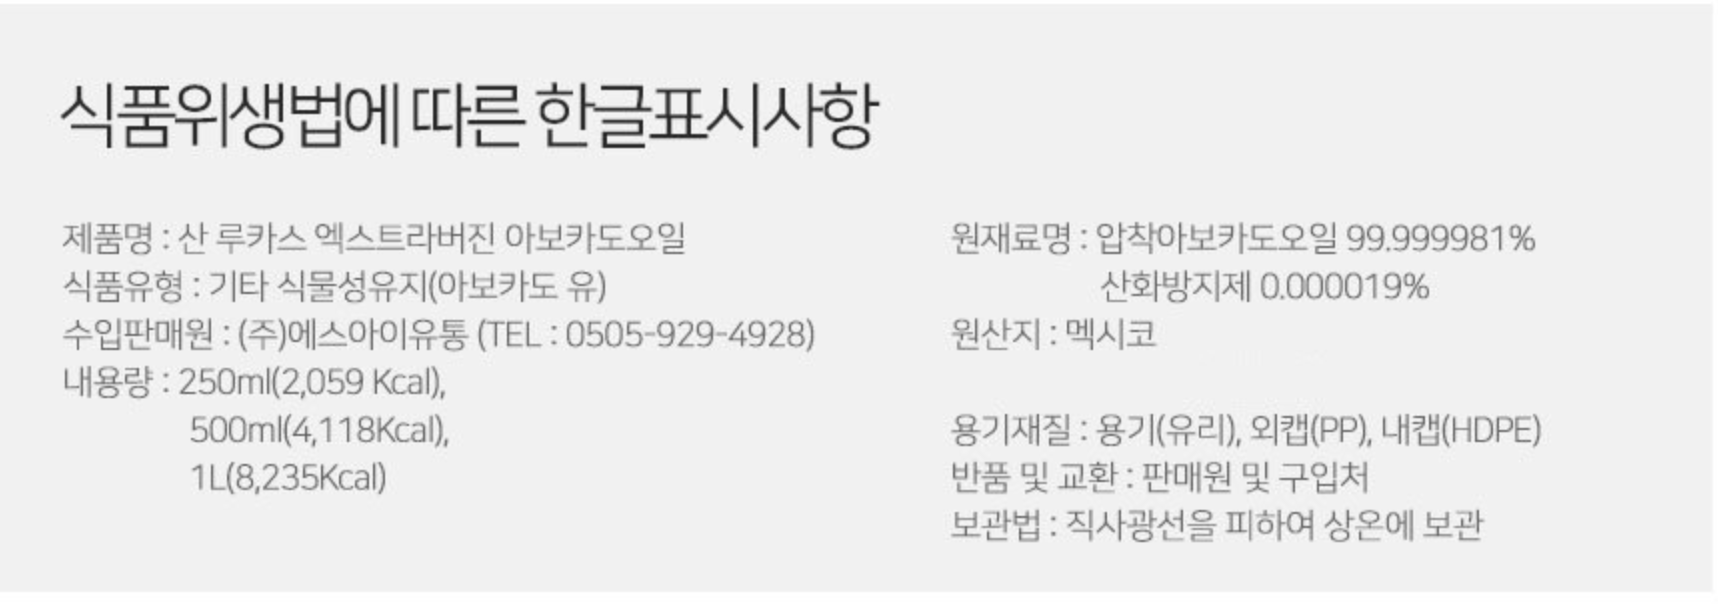 식품위생법에 따른 한글표시사항
제품명 : 산 루카스 엑스트라버진 아보카도오일
식품유형 : 기타 식물성유지(아보카도 유)
수입판매원 : (주)에스아이유통 (TEL : 0505-929-4928)
내용량 : 250ml(2,059 Kcal),
500ml(4,118Kcal),
1L(8,235Kcal)
원재료명 : 압착아보카도오일 99.999981%
산화방지제 0.000019%
원산지 : 멕시코
용기재질 : 용기(유리), 외캡(PP), 내캡(HDPE)
반품 및 교환 : 판매원 및 구입처
보관법 : 직사광선을 피하여 상온에 보관